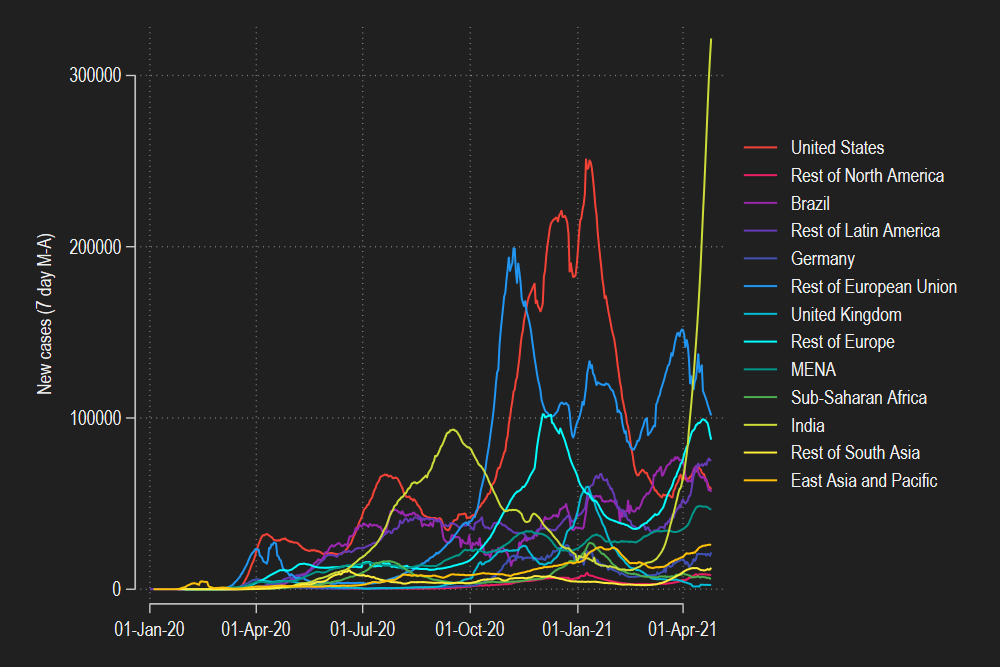 New cases (7 day M-A)
300000
200000
100000
0
01-Jan-20 01-Apr-20 01-Jul-20 01-Oct-20 01-Jan-21 01-Apr-21
United States
Rest of North America
Brazil
Rest of Latin America
Germany
Rest of European Union
United Kingdom
Rest of Europe
MENA
Sub-Saharan Africa
India
Rest of South Asia
East Asia and Pacific